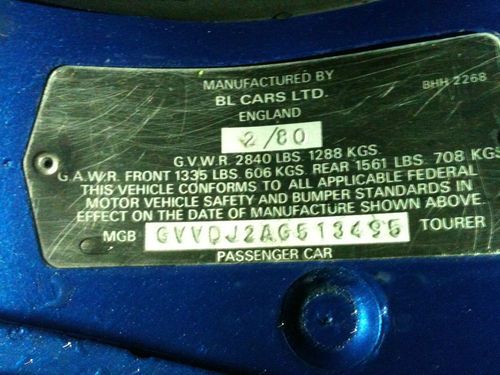 MANUFACTURED BY
BHH 2268
BL CARS LTD.
ENGLAND
2/80
G.V.W.R. 2840 LBS. 1288 KGS.
G.A.W.R. FRONT 1335 LBS. 606 KGS. REAR 1561 LBS. 708 KGS.
THIS VEHICLE CONFORMS TO ALL APPLICABLE FEDERAL
MOTOR VEHICLE SAFETY AND BUMPER STANDARDS IN
EFFECT ON THE DATE OF MANUFACTURE SHOWN ABOVE.
MGB GVVDJ2AG513495 TOURER
PASSENGER CAR